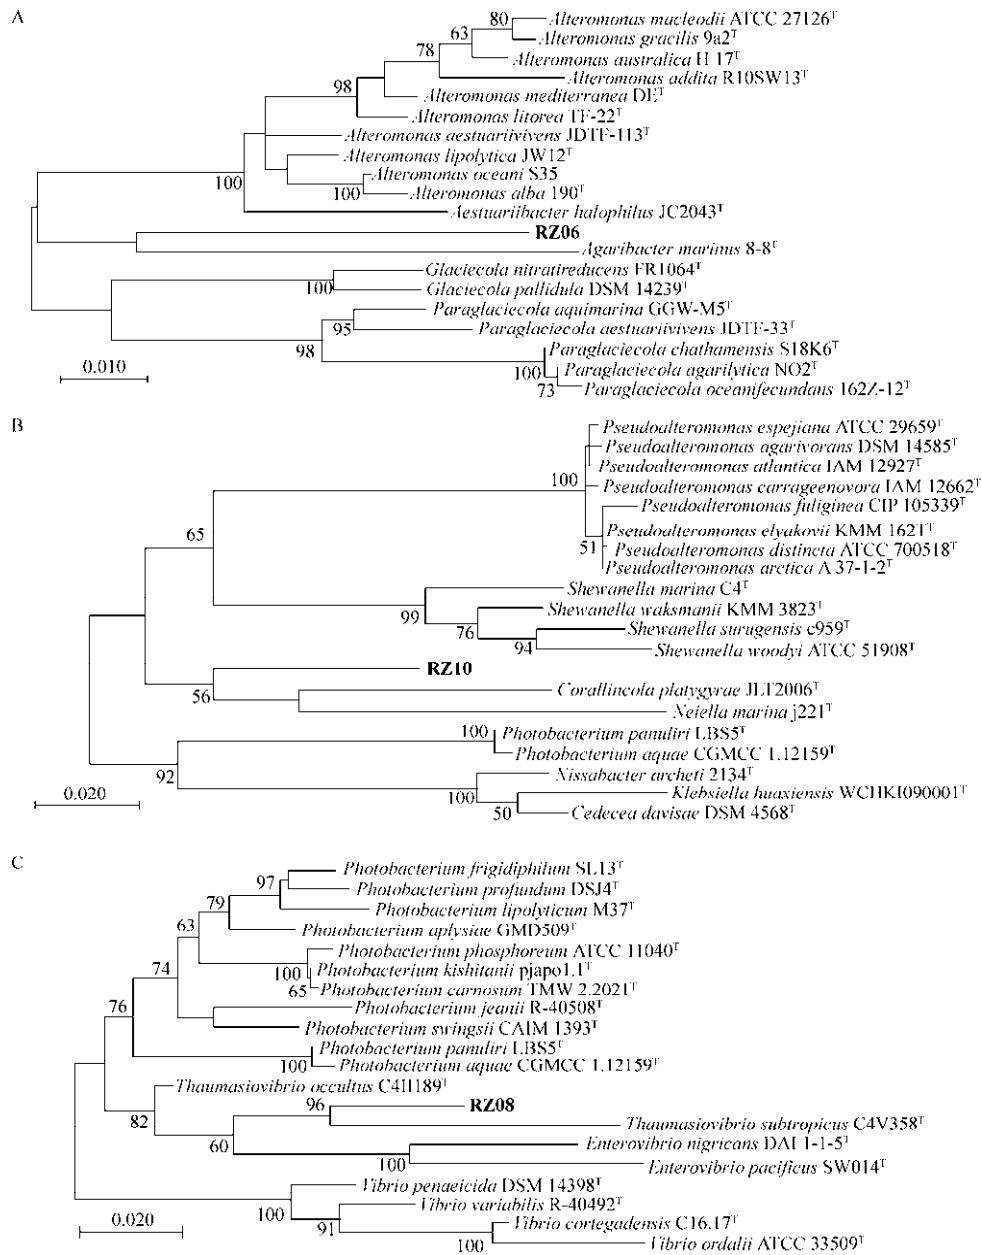 A
80
Alteromonas macleodii ATCC 27126ᵀ
63
Alteromonas gracilis 9a2ᵀ
78
Alteromonas australica H 17ᵀ
Alteromonas addita R10SW13ᵀ
98
Alteromonas mediterranea DEᵀ
Alteromonas litorea TF-22ᵀ
Alteromonas aestuariivivens JDTF-113ᵀ
Alteromonas lipolytica JW12ᵀ
Alteromonas oceani S35
100
100
Alteromonas alba 190ᵀ
Aestuariibacter halophilus JC2043ᵀ
RZ06
Agaribacter marinus 8-8ᵀ
Glaciecola nitratireducens FR1064ᵀ
100
Glaciecola pallidula DSM 14239ᵀ
Paraglaciecola aquimarina GGW-M5ᵀ
95
Paraglaciecola aestuariivivens JDTF-33ᵀ
98
Paraglaciecola chathamensis S18K6ᵀ
0.010
100
Paraglaciecola agarilytica NO2ᵀ
73
Paraglaciecola oceanifecundans 162Z-12ᵀ
B
Pseudoalteromonas espejiana ATCC 29659ᵀ
Pseudoalteromonas agarivorans DSM 14585ᵀ
Pseudoalteromonas atlantica IAM 12927ᵀ
100
Pseudoalteromonas carrageenovora IAM 12662ᵀ
Pseudoalteromonas fuliginea CIP 105339ᵀ
65
Pseudoalteromonas elyakovii KMM 162Tᵀ
51
Pseudoalteromonas distincta ATCC 700518ᵀ
Pseudoalteromonas arctica A 37-1-2ᵀ
Shewanella marina C4ᵀ
99
Shewanella waksmanii KMM 3823ᵀ
76
Shewanella surugensis c959ᵀ
94
Shewanella woodyi ATCC 51908ᵀ
RZ10
56
Corallincola platygyrae JLT2006ᵀ
Neiella marina j221ᵀ
100
Photobacterium panuliri LBS5ᵀ
Photobacterium aquae CGMCC 1.12159ᵀ
92
Nissabacter archeti 2134ᵀ
0.020
100
Klebsiella huaxiensis WCHKl090001ᵀ
50
Cedecea davisae DSM 4568ᵀ
C
Photobacterium frigidiphilum SL13ᵀ
97
Photobacterium profundum DSJ4ᵀ
79
Photobacterium lipolyticum M37ᵀ
63
Photobacterium aplysiae GMD509ᵀ
Photobacterium phosphoreum ATCC 11040ᵀ
74
100
Photobacterium kishitanii pjapo1.1ᵀ
65
Photobacterium carnosum TMW 2.2021ᵀ
76
Photobacterium jeanii R-40508ᵀ
Photobacterium swingsii CAIM 1393ᵀ
Photobacterium panuliri LBS5ᵀ
100
Photobacterium aquae CGMCC 1.12159ᵀ
Thaumasiovibrio occultus C4II189ᵀ
96
RZ08
82
Thaumasiovibrio subtropicus C4V358ᵀ
60
Enterovibrio nigricans DAI 1-1-5ᵀ
100
Enterovibrio pacificus SW014ᵀ
Vibrio penaeicida DSM 14398ᵀ
100
Vibrio variabilis R-40492ᵀ
0.020
91
Vibrio cortegadensis C16.17ᵀ
100
Vibrio ordalii ATCC 33509ᵀ